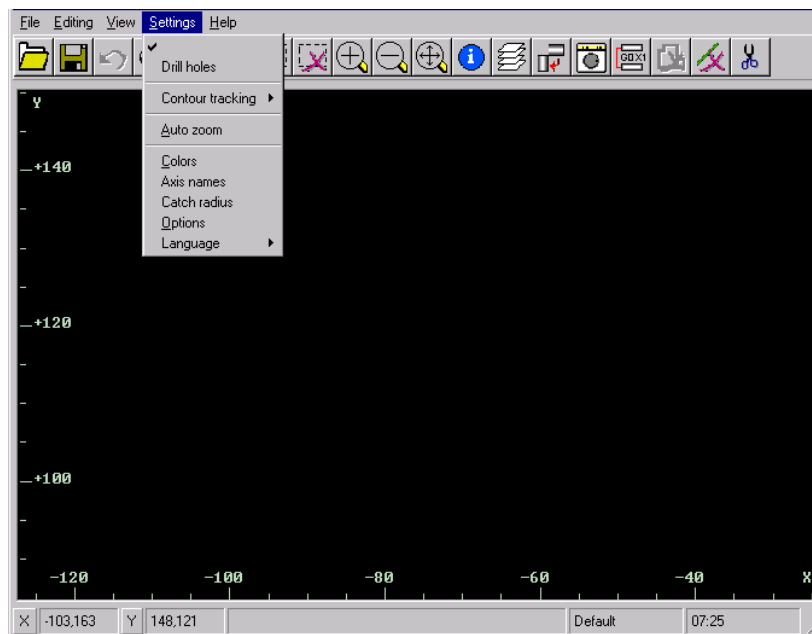 File Editing View Settings Help
Drill holes
Contour tracking
Auto zoom
Colors
Axis names
Catch radius
Options
Language
G0X1
Y
+140
+120
+100
-120 -100 -80 -60 -40 X
X -103,163 Y 148,121 Default 07:25